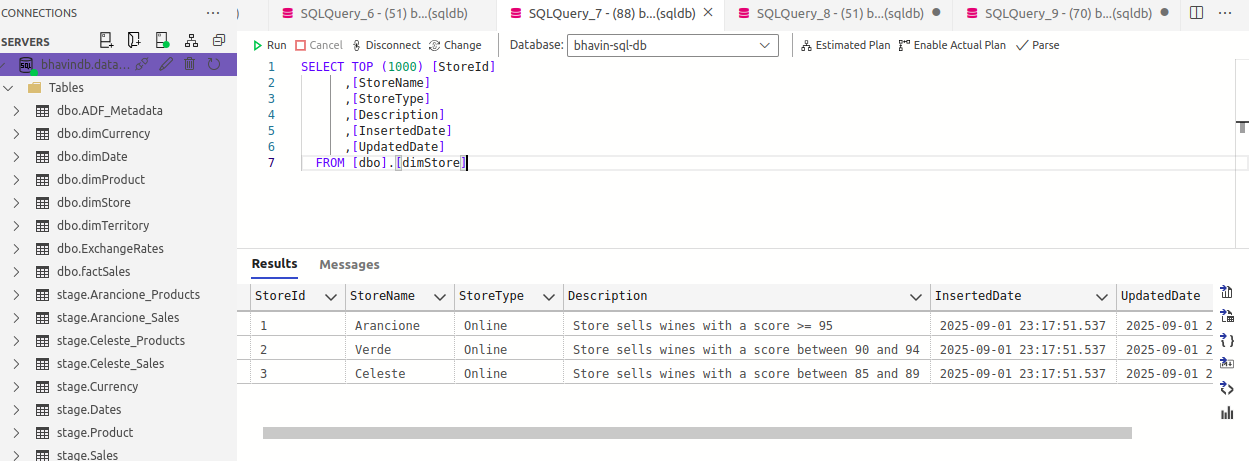 CONNECTIONS ···
SERVERS
bhavindb.data...
Tables
dbo.ADF_Metadata
dbo.dimCurrency
dbo.dimDate
dbo.dimProduct
dbo.dimStore
dbo.dimTerritory
dbo.ExchangeRates
dbo.factSales
stage.Arancione_Products
stage.Arancione_Sales
stage.Celeste_Products
stage.Celeste_Sales
stage.Currency
stage.Dates
stage.Product
stage.Sales
) SQLQuery_6 - (51) b...(sqldb) SQLQuery_7 - (88) b...(sqldb) SQLQuery_8 - (51) b...(sqldb) SQLQuery_9 - (70) b...(sqldb) ···
Run Cancel Disconnect Change Database: bhavin-sql-db Estimated Plan Enable Actual Plan Parse
1 SELECT TOP (1000) [StoreId]
2 ,[StoreName]
3 ,[StoreType]
4 ,[Description]
5 ,[InsertedDate]
6 ,[UpdatedDate]
7 FROM [dbo].[dimStore]
Results Messages
StoreId StoreName StoreType Description InsertedDate UpdatedDate
1 Arancione Online Store sells wines with a score >= 95 2025-09-01 23:17:51.537 2025-09-01 2
2 Verde Online Store sells wines with a score between 90 and 94 2025-09-01 23:17:51.537 2025-09-01 2
3 Celeste Online Store sells wines with a score between 85 and 89 2025-09-01 23:17:51.537 2025-09-01 2